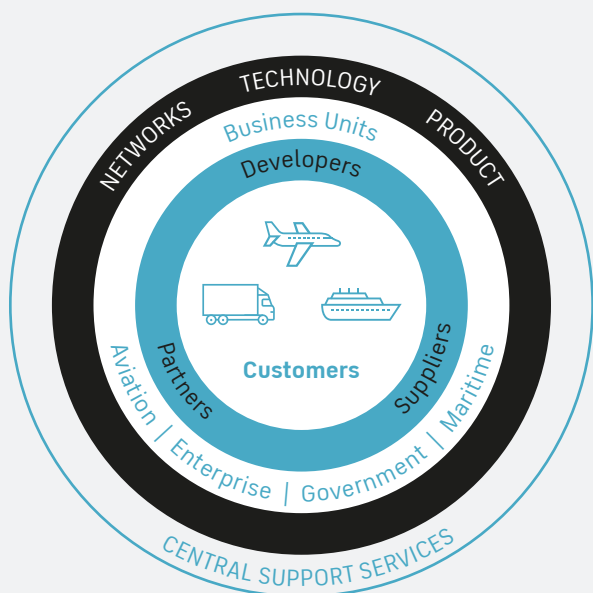 NETWORKS
TECHNOLOGY
PRODUCT
Business Units
Developers
Partners
Suppliers
Customers
Aviation | Enterprise | Government | Maritime
CENTRAL SUPPORT SERVICES